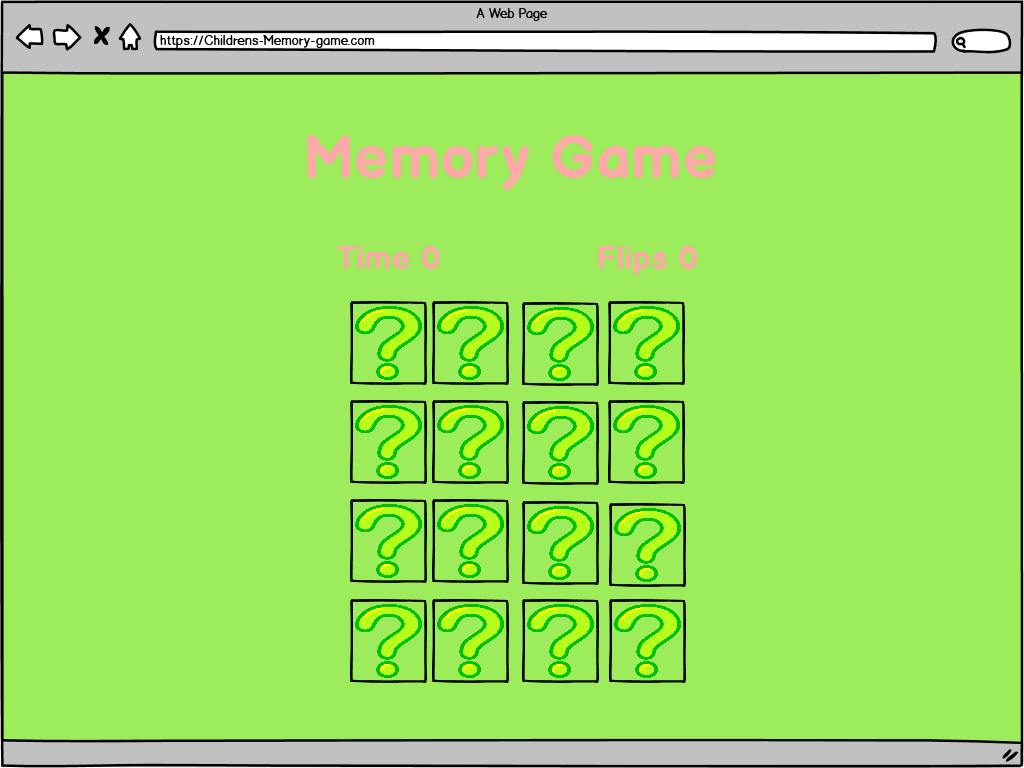 A Web Page
https://Childrens-Memory-game.com
Memory Game
Time 0 Flips 0
? ? ? ?
? ? ? ?
? ? ? ?
? ? ? ?